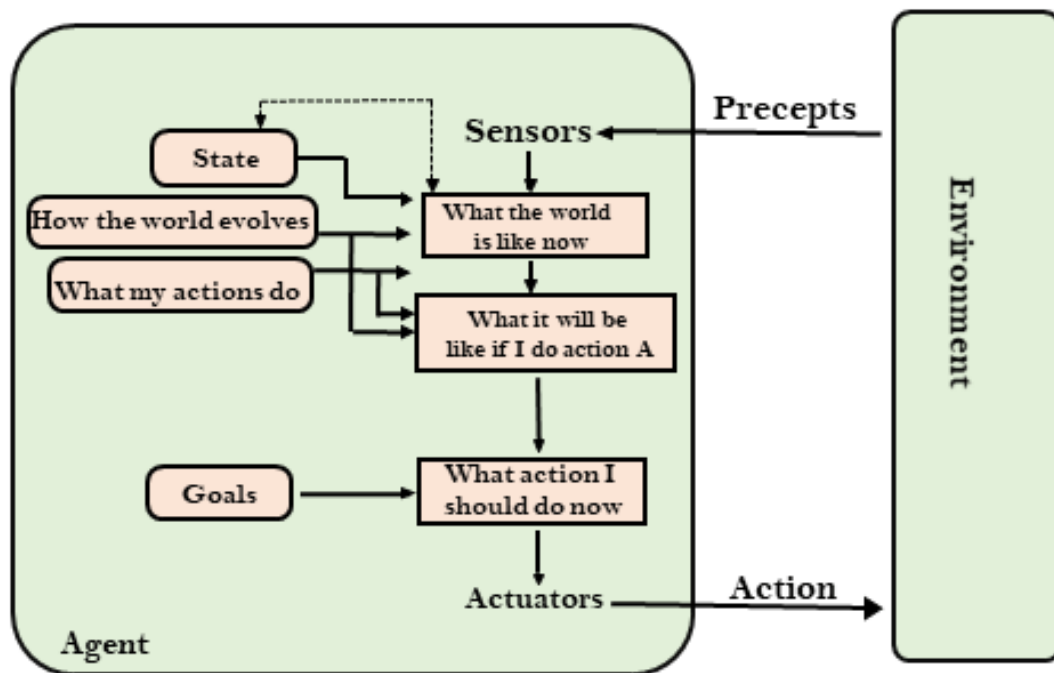 Precepts
Sensors
State
What the world
is like now
How the world evolves
What my actions do
What it will be
like if I do action A
Environment
What action I
should do now
Goals
Actuators
Action
Agent